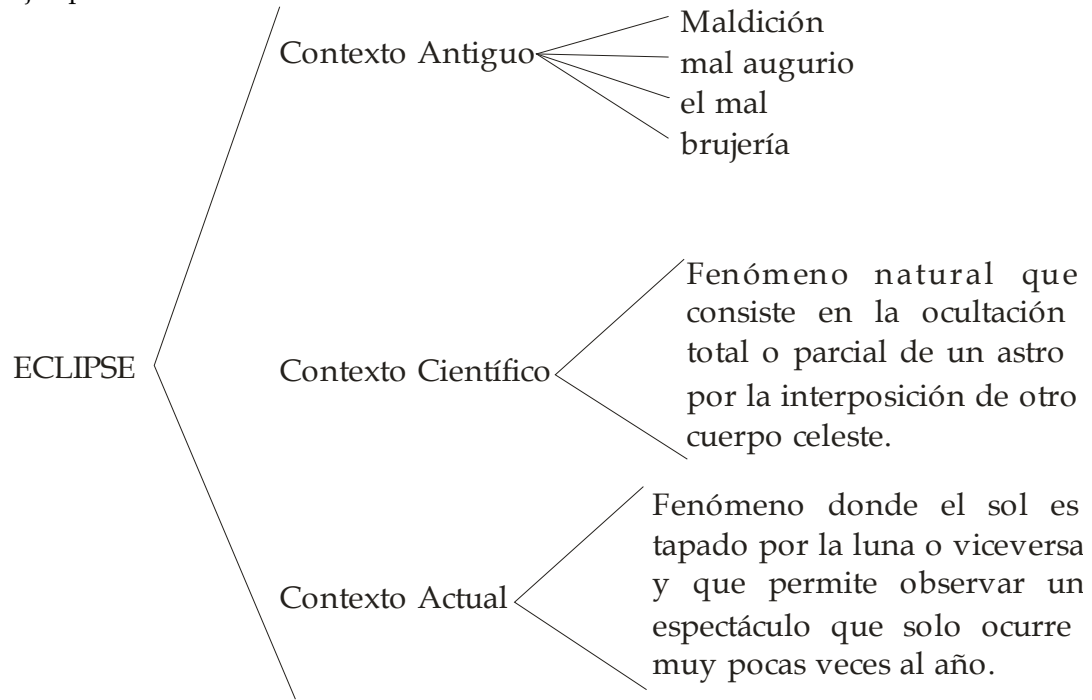 Contexto Antiguo
Maldición
mal augurio
el mal
brujería
ECLIPSE
Contexto Científico
Fenómeno natural que
consiste en la ocultación
total o parcial de un astro
por la interposición de otro
cuerpo celeste.
Contexto Actual
Fenómeno donde el sol es
tapado por la luna o viceversa
y que permite observar un
espectáculo que solo ocurre
muy pocas veces al año.